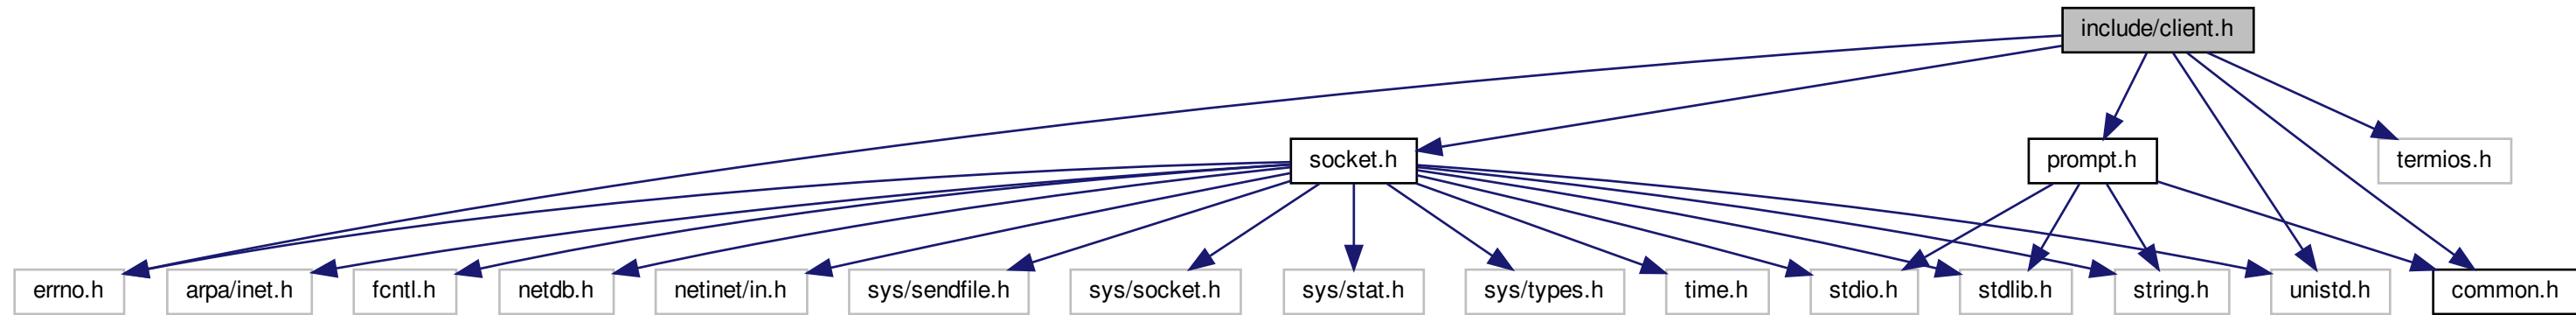 include/client.h
socket.h
prompt.h
termios.h
errno.h
arpa/inet.h
fcntl.h
netdb.h
netinet/in.h
sys/sendfile.h
sys/socket.h
sys/stat.h
sys/types.h
time.h
stdio.h
stdlib.h
string.h
unistd.h
common.h